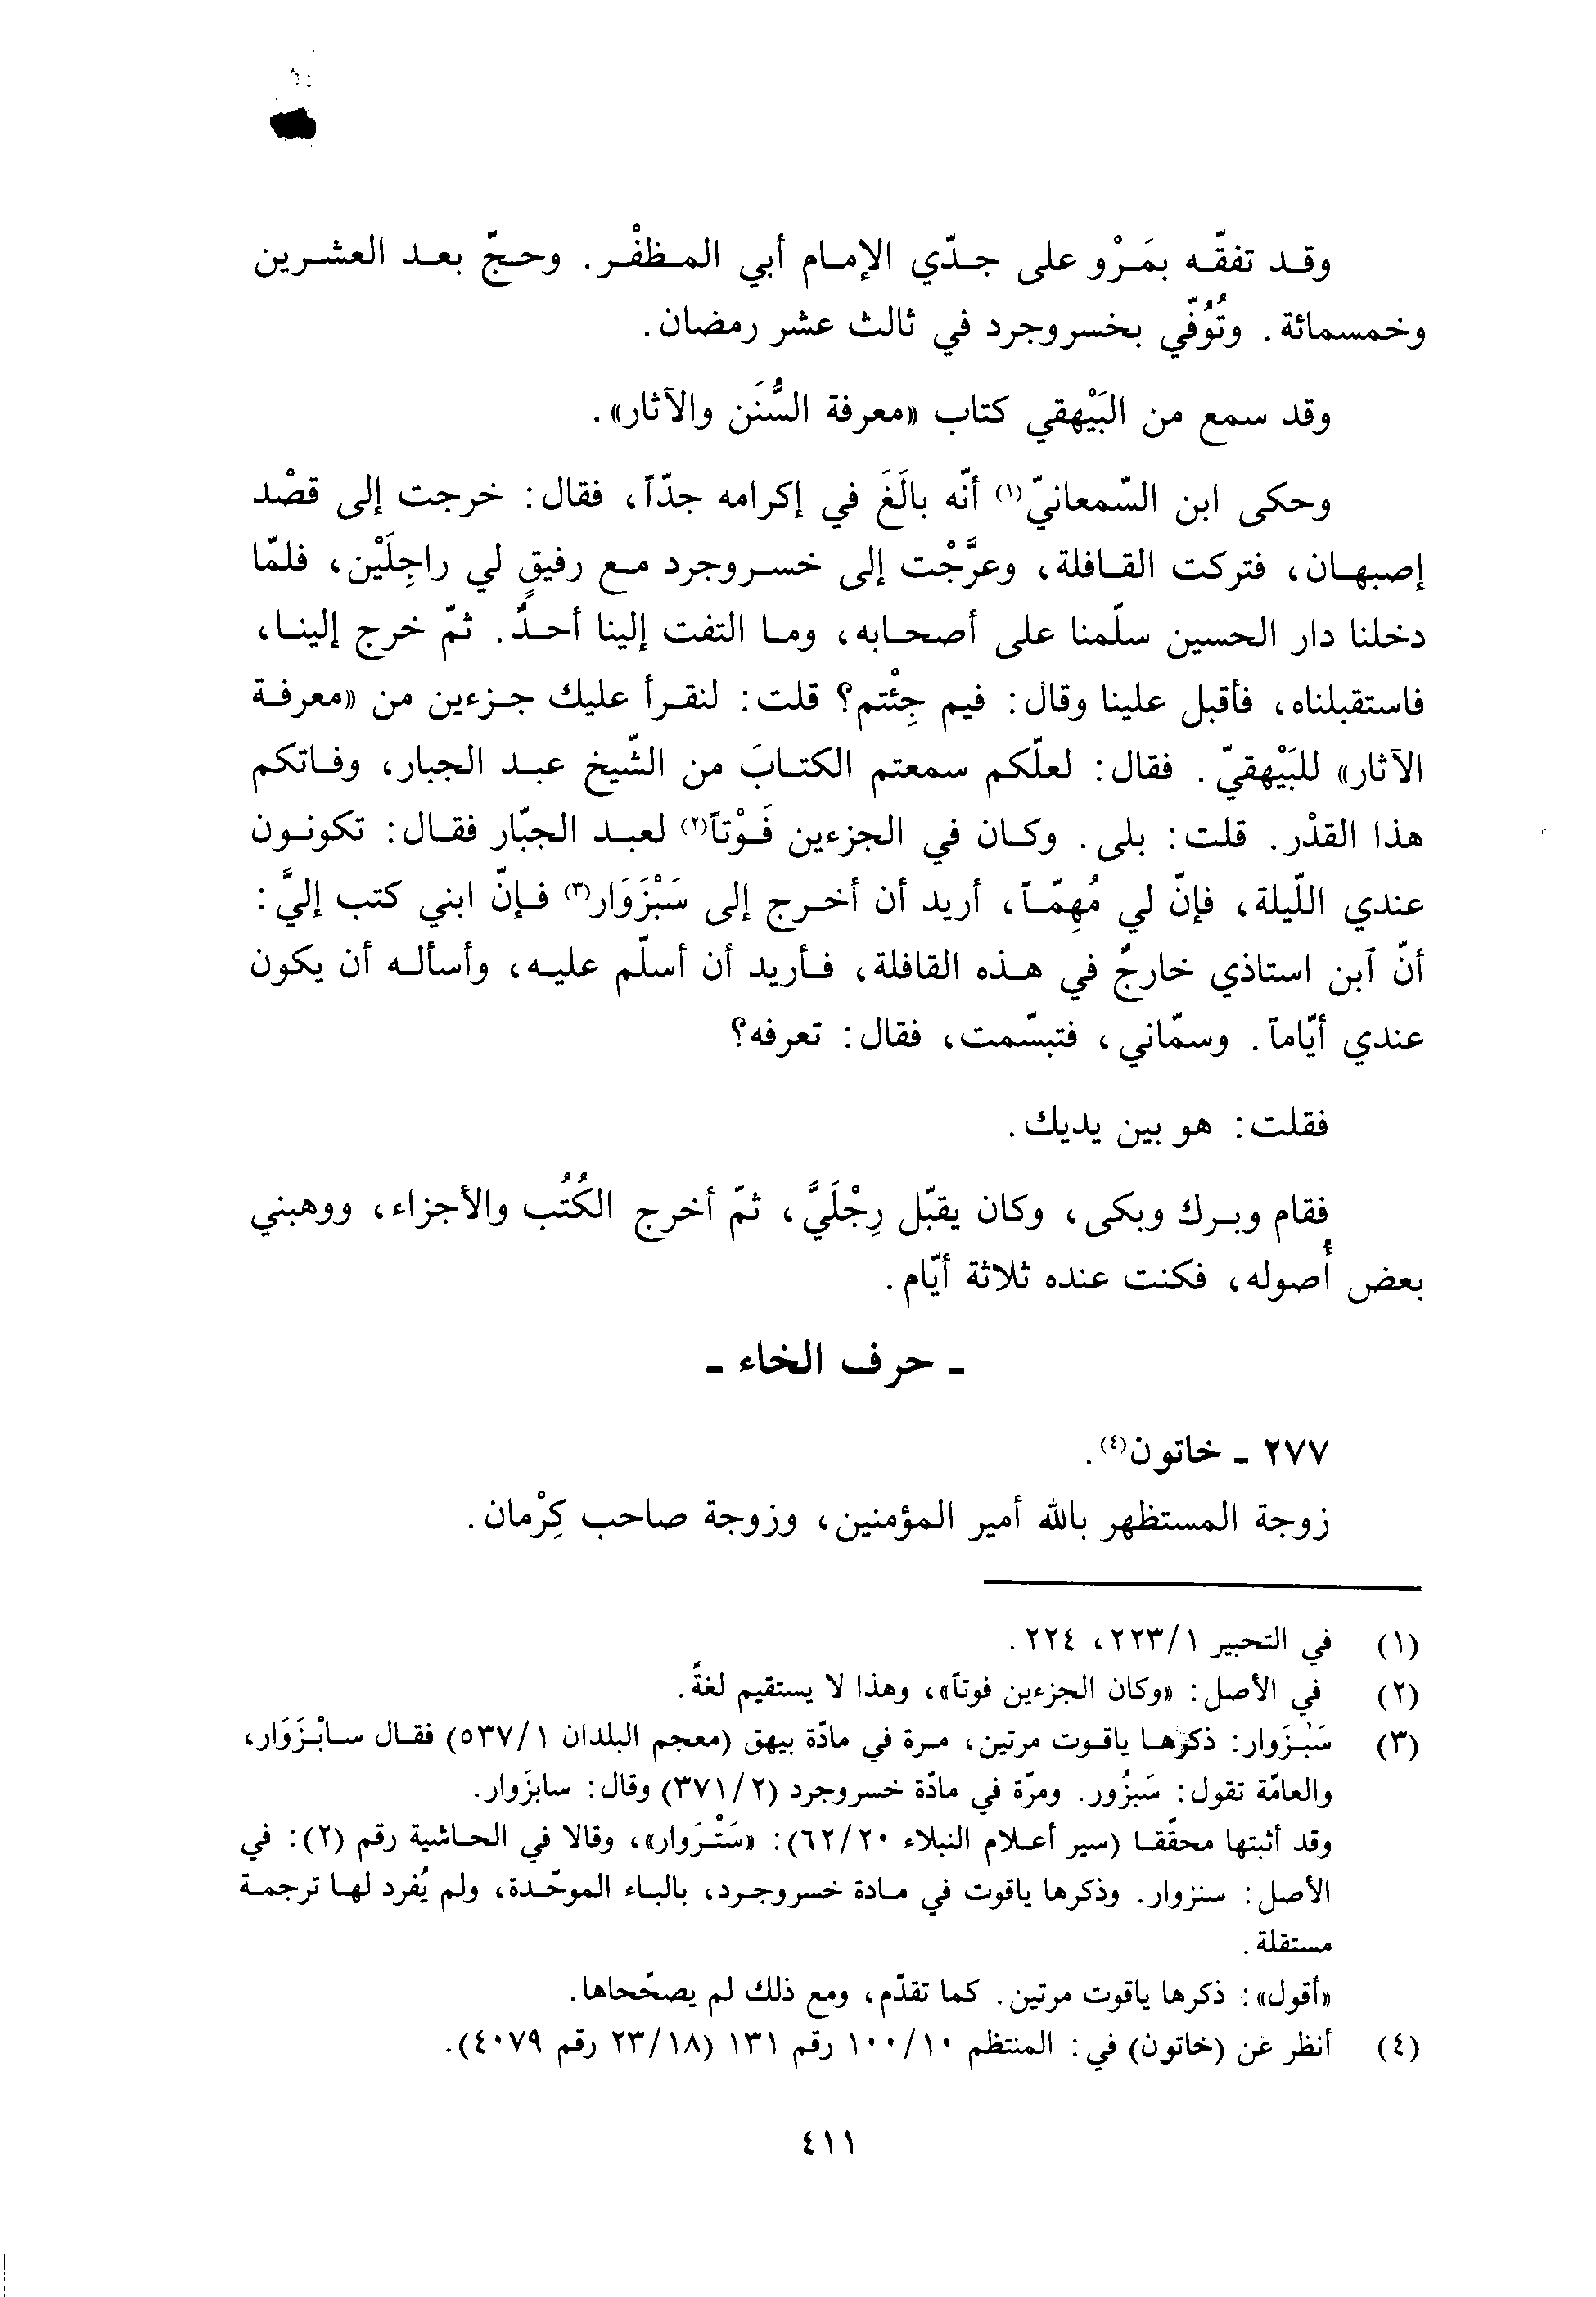 وقد تفقّه بمَرْو على جدّي الإمام أبي المظفْر. وحجّ بعد العشرين
وخمسمائة. وتُوُفّي بخسروجرد في ثالث عشر رمضان.
وقد سمع من البَيْهقي كتاب «معرفة السُّنَن والآثار».
وحكى ابن السّمعانيّ(١) أنّه بالَغَ في إكرامه جدّاً، فقال: خرجت إلى قصْد
إصبهان، فتركت القافلة، وعرَّجْت إلى خسروجرد مع رفيقٍ لي راجِلَيْن، فلمّا
دخلنا دار الحسين سلّمنا على أصحابه، وما التفت إلينا أحدٌ. ثمّ خرج إلينا،
فاستقبلناه، فأقبل علينا وقال: فيم جِئْتم؟ قلت: لنقرأ عليك جزءين من «معرفة
الآثار» للبَيْهقيّ. فقال: لعلّكم سمعتم الكتابَ من الشّيخ عبد الجبار، وفاتكم
هذا القدْر. قلت: بلى. وكان في الجزءين فَوْتاً(٢) لعبد الجبّار فقال: تكونون
عندي اللّيلة، فإنّ لي مُهِمّاً، أريد أن أخرج إلى سَبْزَوَار(٣) فإنّ ابني كتب إليَّ:
أنّ آبن استاذي خارجٌ في هذه القافلة، فأريد أن أسلّم عليه، وأسأله أن يكون
عندي أيّاماً. وسمّاني، فتبسّمت، فقال: تعرفه؟
فقلت: هو بين يديك.
فقام وبرك وبكى، وكان يقبّل رِجْلَيَّ، ثمّ أخرج الكُتُب والأجزاء، ووهبني
بعض أُصوله، فكنت عنده ثلاثة أيّام.
ـ حرف الخاء ـ
٢٧٧ ـ خاتون(٤).
زوجة المستظهر بالله أمير المؤمنين، وزوجة صاحب كِرْمان.
(١) في التحبير ٢٢٣/١، ٢٢٤.
(٢) في الأصل: «وكان الجزءين فوتاً»، وهذا لا يستقيم لغةً.
(٣) سَبْزَوار: ذكرها ياقوت مرتين، مرة في مادّة بيهق (معجم البلدان ٥٣٧/١) فقال سابْزَوَار،
والعامّة تقول: سَبزُور. ومرّة في مادّة خسروجرد (٣٧١/٢) وقال: سابزَوار.
وقد أثبتها محقّقا (سير أعلام النبلاء ٦٢/٢٠): «سَتْرَوار»، وقالا في الحاشية رقم (٢): في
الأصل: سنزوار. وذكرها ياقوت في مادة خسروجرد، بالباء الموحّدة، ولم يُفرد لها ترجمة
مستقلة.
«أقول»: ذكرها ياقوت مرتين. كما تقدّم، ومع ذلك لم يصحّحاها.
(٤) أنظر عن (خاتون) في: المنتظم ١٠٠/١٠ رقم ١٣١ (٢٣/١٨ رقم ٤٠٧٩).
٤١١